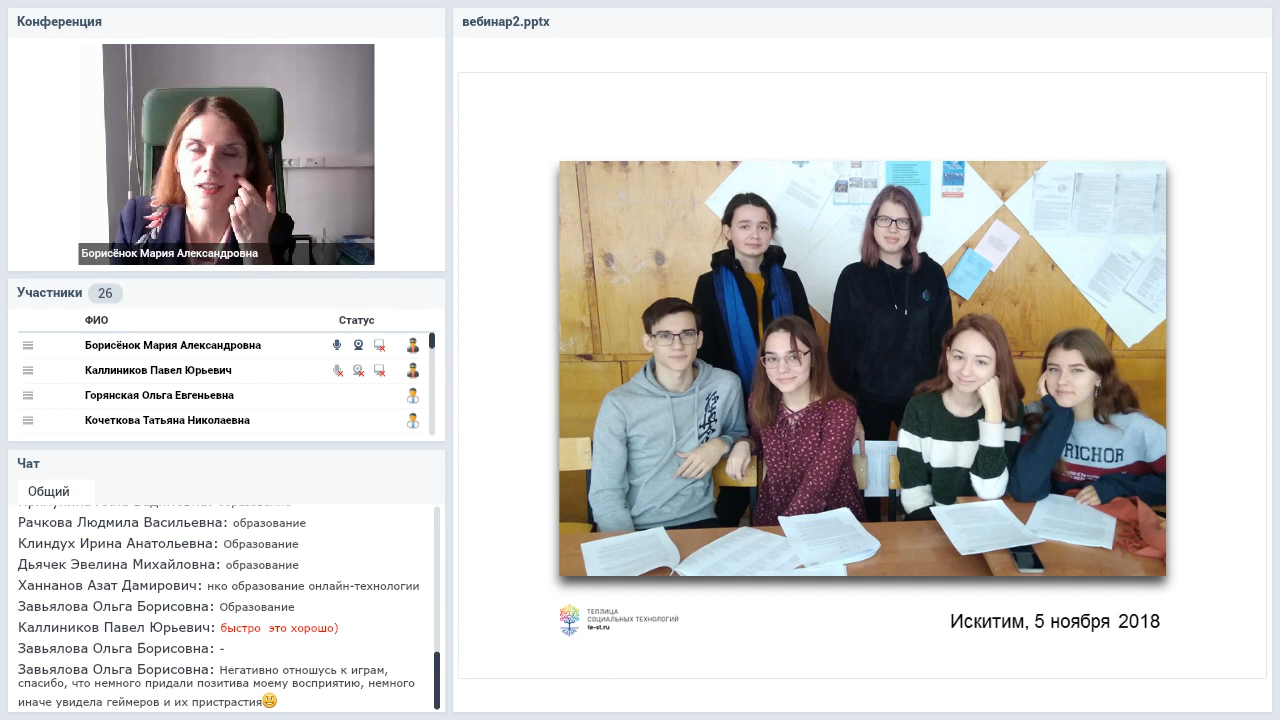 Конференция
Борисёнок Мария Александровна
Участники 26
ФИО Статус
Борисёнок Мария Александровна
Каллиников Павел Юрьевич
Горянская Ольга Евгеньевна
Кочеткова Татьяна Николаевна
Чат
Общий
Рачкова Людмила Васильевна: образование
Клиндух Ирина Анатольевна: Образование
Дьячек Эвелина Михайловна: образование
Ханнанов Азат Дамирович: нко образование онлайн-технологии
Завьялова Ольга Борисовна: Образование
Каллиников Павел Юрьевич: быстро это хорошо)
Завьялова Ольга Борисовна: -
Завьялова Ольга Борисовна: Негативно отношусь к играм,
спасибо, что немного придали позитива моему восприятию, немного
иначе увидела геймеров и их пристрастия
вебинар2.pptx
PRICHOR
ТЕПЛИЦА
СОЦИАЛЬНЫХ ТЕХНОЛОГИЙ
te-st.ru
Искитим, 5 ноября 2018